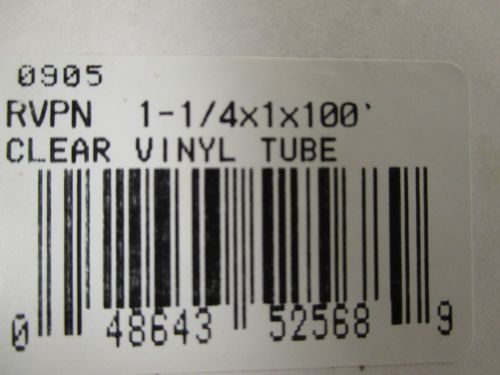 0905
RVPN 1-1/4x1x100'
CLEAR VINYL TUBE
0 48643 52568 9